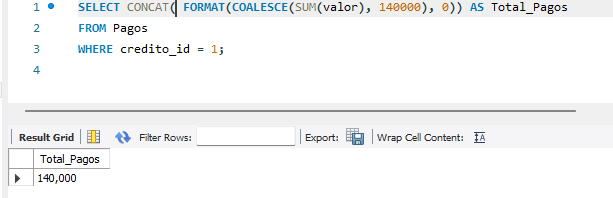 1 SELECT CONCAT( FORMAT(COALESCE(SUM(valor), 140000), 0)) AS Total_Pagos
2 FROM Pagos
3 WHERE credito_id = 1;
4
Result Grid Filter Rows: Export: Wrap Cell Content:
Total_Pagos
140,000